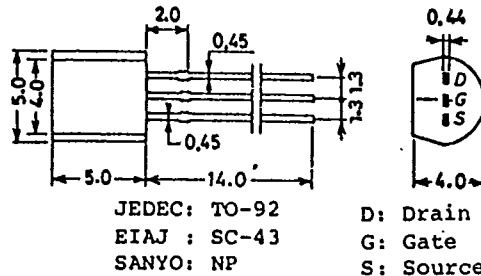 2.0
0.45
0.44
5.0
4.0
1.3
1.3
D
G
S
0.45
5.0
14.0
4.0
JEDEC: TO-92
EIAJ : SC-43
SANYO: NP
D: Drain
G: Gate
S: Source